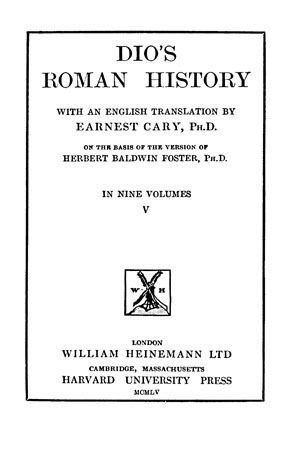 DIO'S
ROMAN HISTORY
WITH AN ENGLISH TRANSLATION BY
EARNEST CARY, PH.D.
ON THE BASIS OF THE VERSION OF
HERBERT BALDWIN FOSTER, PH.D.
IN NINE VOLUMES
V
W H
LONDON
WILLIAM HEINEMANN LTD
CAMBRIDGE, MASSACHUSETTS
HARVARD UNIVERSITY PRESS
MCMLV